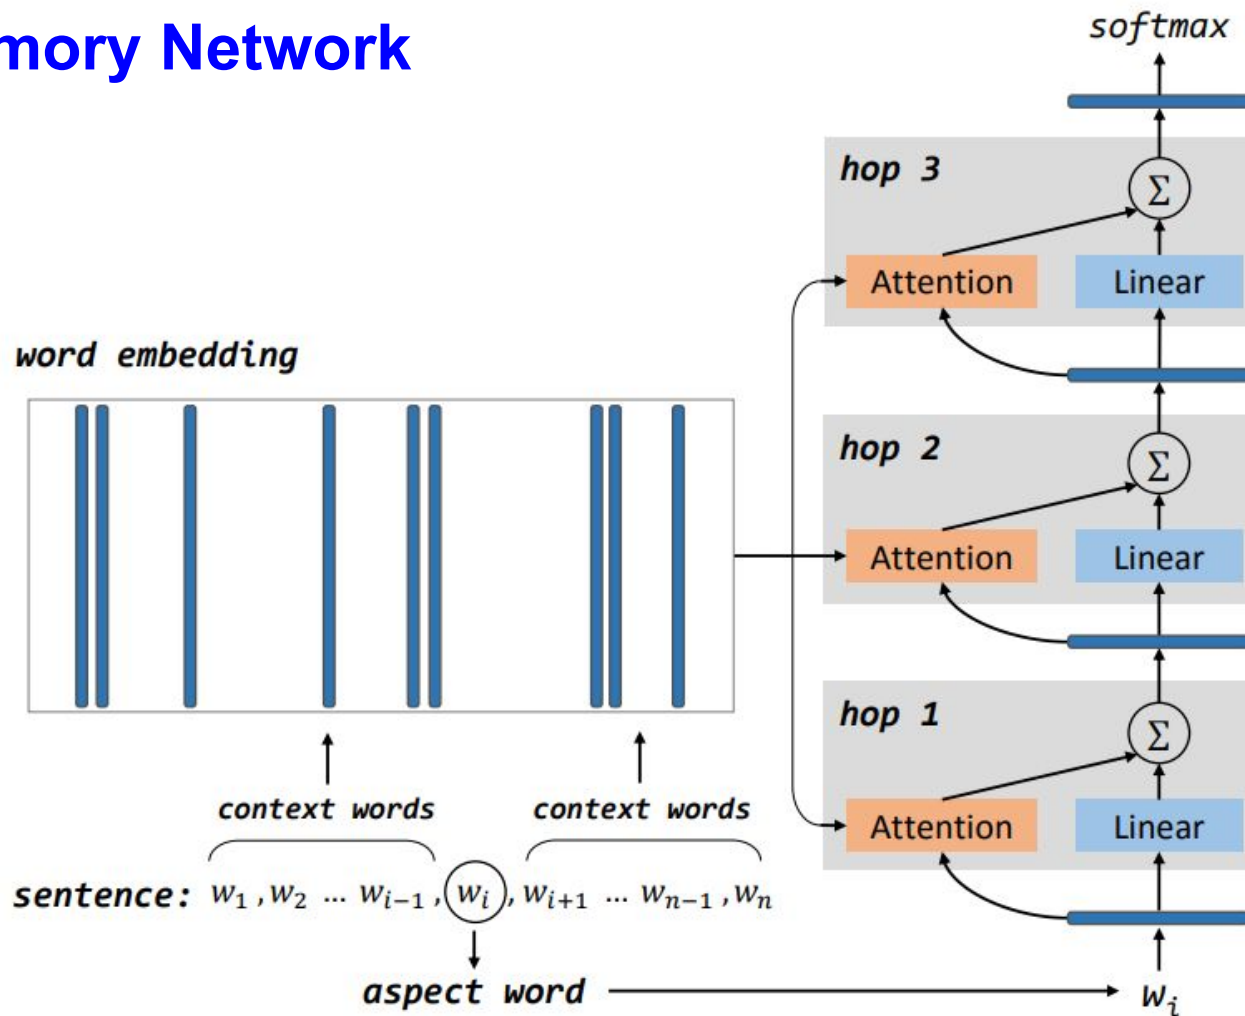 mory Network
softmax
hop 3
Σ
Attention
Linear
word embedding
hop 2
Σ
Attention
Linear
hop 1
Σ
Attention
Linear
context words
context words
sentence: w₁ , w₂ ... wᵢ₋₁ , wᵢ , wᵢ₊₁ ... wₙ₋₁ , wₙ
aspect word
wᵢ